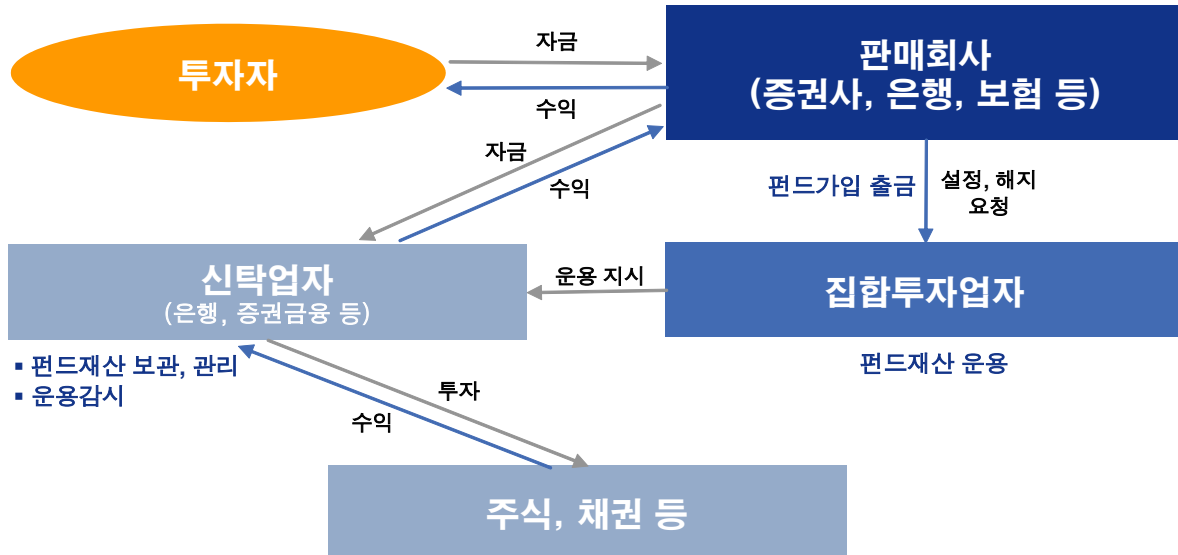 투자자
자금
수익
판매회사
(증권사, 은행, 보험 등)
자금
수익
펀드가입 출금
설정, 해지
요청
신탁업자
(은행, 증권금융 등)
운용 지시
집합투자업자
▪ 펀드재산 보관, 관리
▪ 운용감시
펀드재산 운용
투자
수익
주식, 채권 등